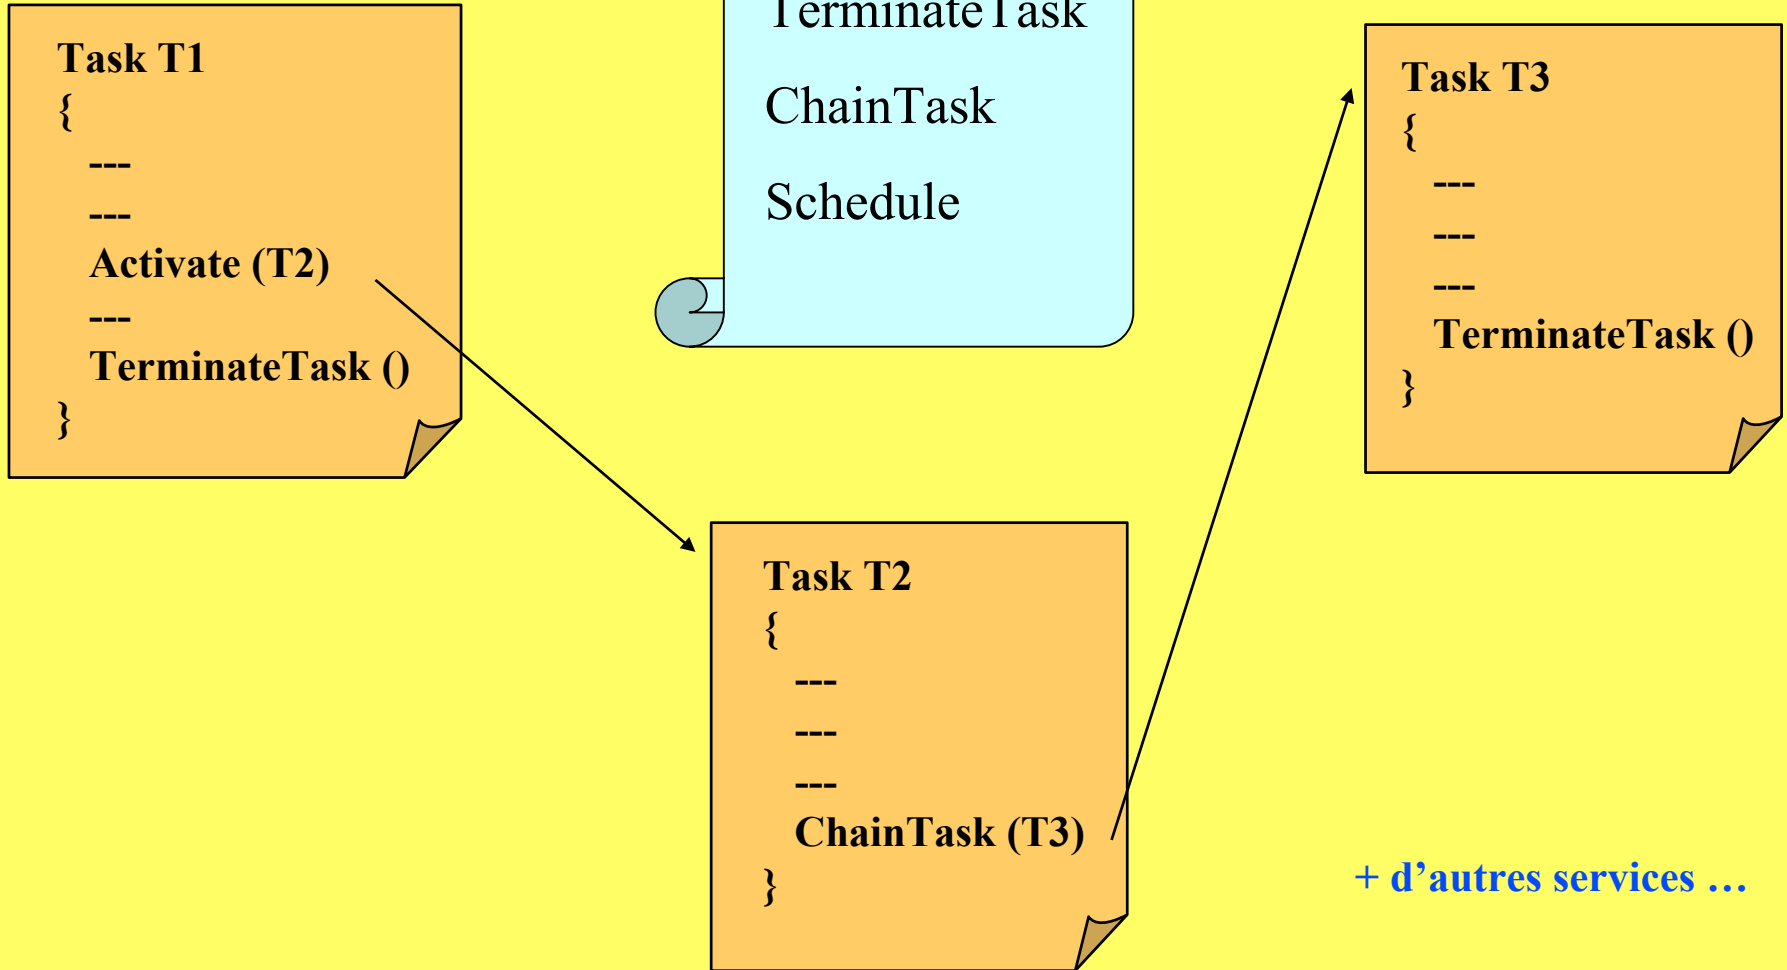 Task T1
{
---
---
Activate (T2)
---
TerminateTask ()
}
TerminateTask
ChainTask
Schedule
Task T3
{
---
---
---
TerminateTask ()
}
Task T2
{
---
---
---
ChainTask (T3)
}
+ d’autres services …